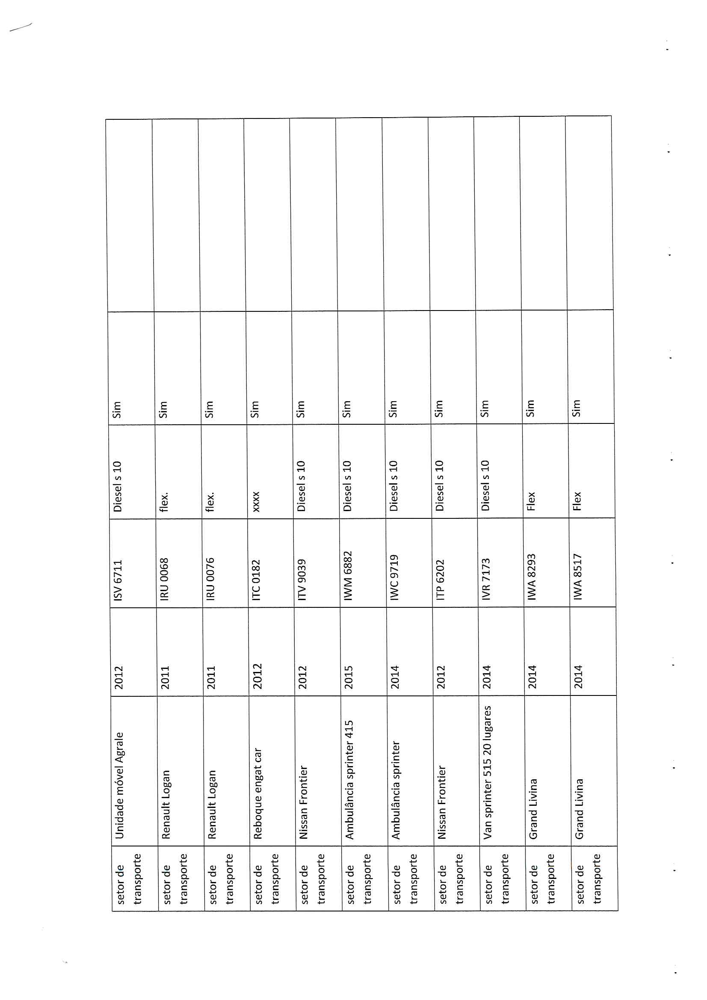 setor de Unidade móvel Agrale 2012 ISV 6711 Diesel s 10 Sim
transporte
setor de Renault Logan 2011 IRU 0068 flex. Sim
transporte
setor de Renault Logan 2011 IRU 0076 flex. Sim
transporte
setor de Reboque engat car 2012 ITC 0182 xxxx Sim
transporte
setor de Nissan Frontier 2012 ITV 9039 Diesel s 10 Sim
transporte
setor de Ambulância sprinter 415 2015 IWM 6882 Diesel s 10 Sim
transporte
setor de Ambulância sprinter 2014 IWC 9719 Diesel s 10 Sim
transporte
setor de Nissan Frontier 2012 ITP 6202 Diesel s 10 Sim
transporte
setor de Van sprinter 515 20 lugares 2014 IVR 7173 Diesel s 10 Sim
transporte
setor de Grand Livina 2014 IWA 8293 Flex Sim
transporte
setor de Grand Livina 2014 IWA 8517 Flex Sim
transporte